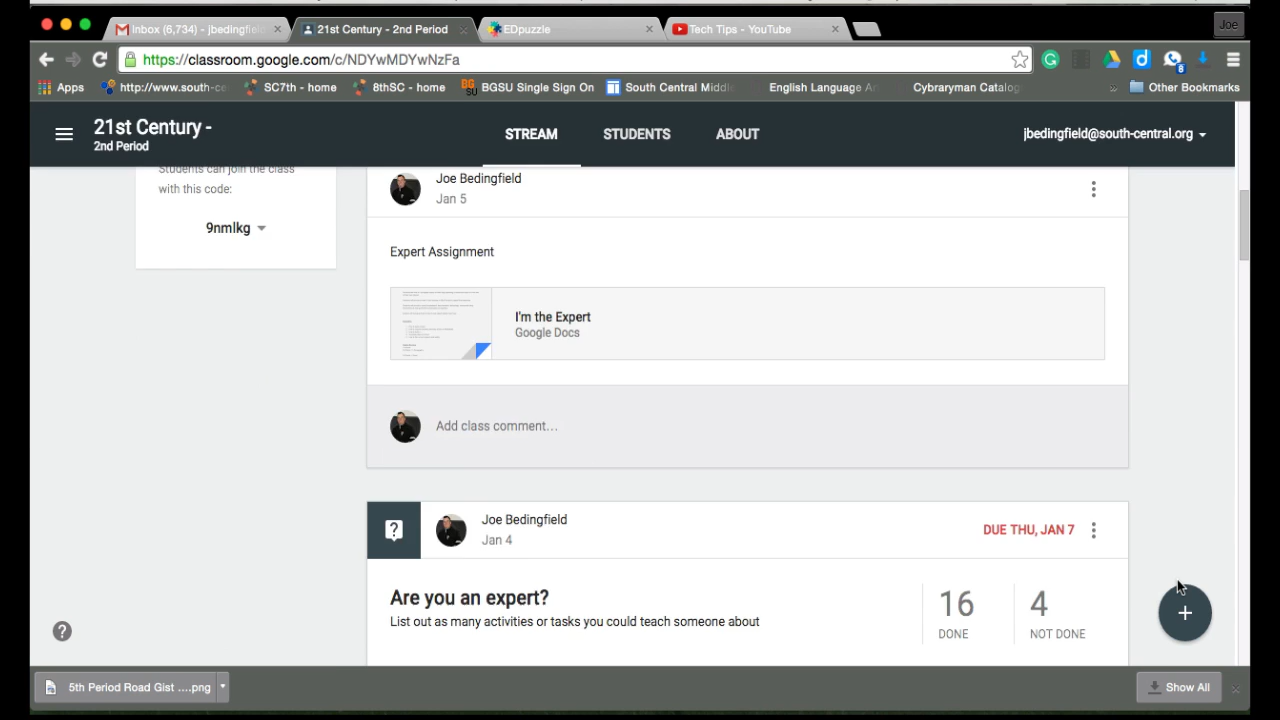 Inbox (6,734) - jbedingfiel
21st Century - 2nd Period
EDpuzzle
Tech Tips - YouTube
Joe
https://classroom.google.com/c/NDYwMDYwNzFa
Apps
http://www.south-ce
SC7th - home
8thSC - home
BGSU Single Sign On
South Central Middl
English Language Ar
Cybraryman Catalog
Other Bookmarks
21st Century -
2nd Period
STREAM
STUDENTS
ABOUT
jbedingfield@south-central.org
Students can join the class
with this code:
9nmlkg
Joe Bedingfield
Jan 5
Expert Assignment
I'm the Expert
Google Docs
Add class comment...
Joe Bedingfield
Jan 4
DUE THU, JAN 7
Are you an expert?
List out as many activities or tasks you could teach someone about
16
DONE
4
NOT DONE
5th Period Road Gist ....png
Show All